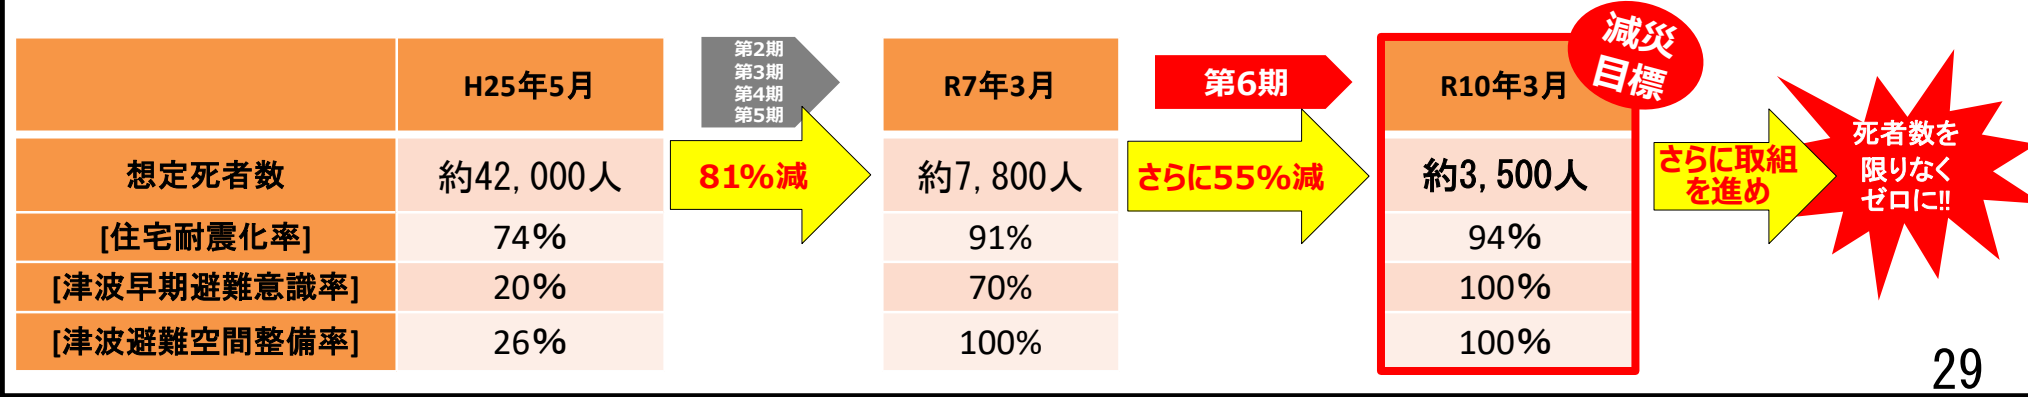 H25年5月
第2期
第3期
第4期
第5期
R7年3月
第6期
R10年3月
減災
目標
想定死者数
約42,000人
81%減
約7,800人
さらに55%減
約3,500人
さらに取組
を進め
死者数を
限りなく
ゼロに!!
[住宅耐震化率]
74%
91%
94%
[津波早期避難意識率]
20%
70%
100%
[津波避難空間整備率]
26%
100%
100%
29